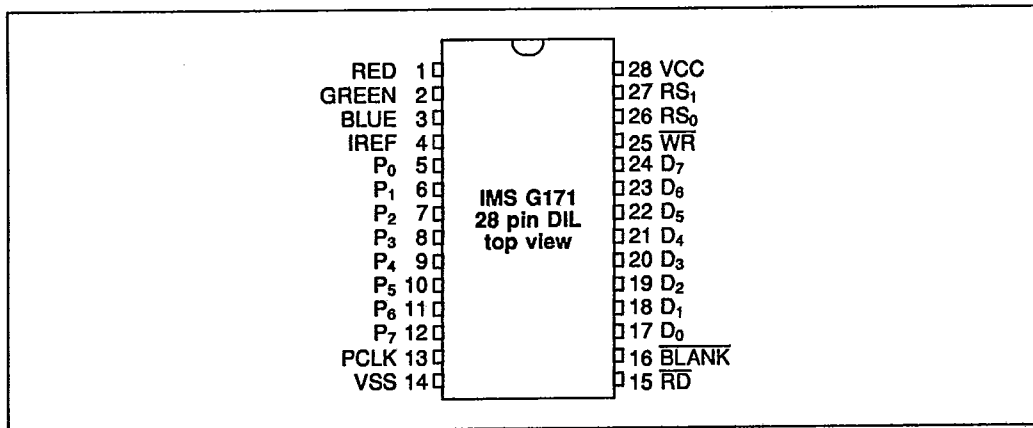 RED 1 28 VCC
GREEN 2 27 RS₁
BLUE 3 26 RS₀
IREF 4 25 W̅R̅
P₀ 5 24 D₇
P₁ 6 23 D₆
P₂ 7 22 D₅
P₃ 8 21 D₄
P₄ 9 20 D₃
P₅ 10 19 D₂
P₆ 11 18 D₁
P₇ 12 17 D₀
PCLK 13 16 B̅L̅A̅N̅K̅
VSS 14 15 R̅D̅
IMS G171
28 pin DIL
top view